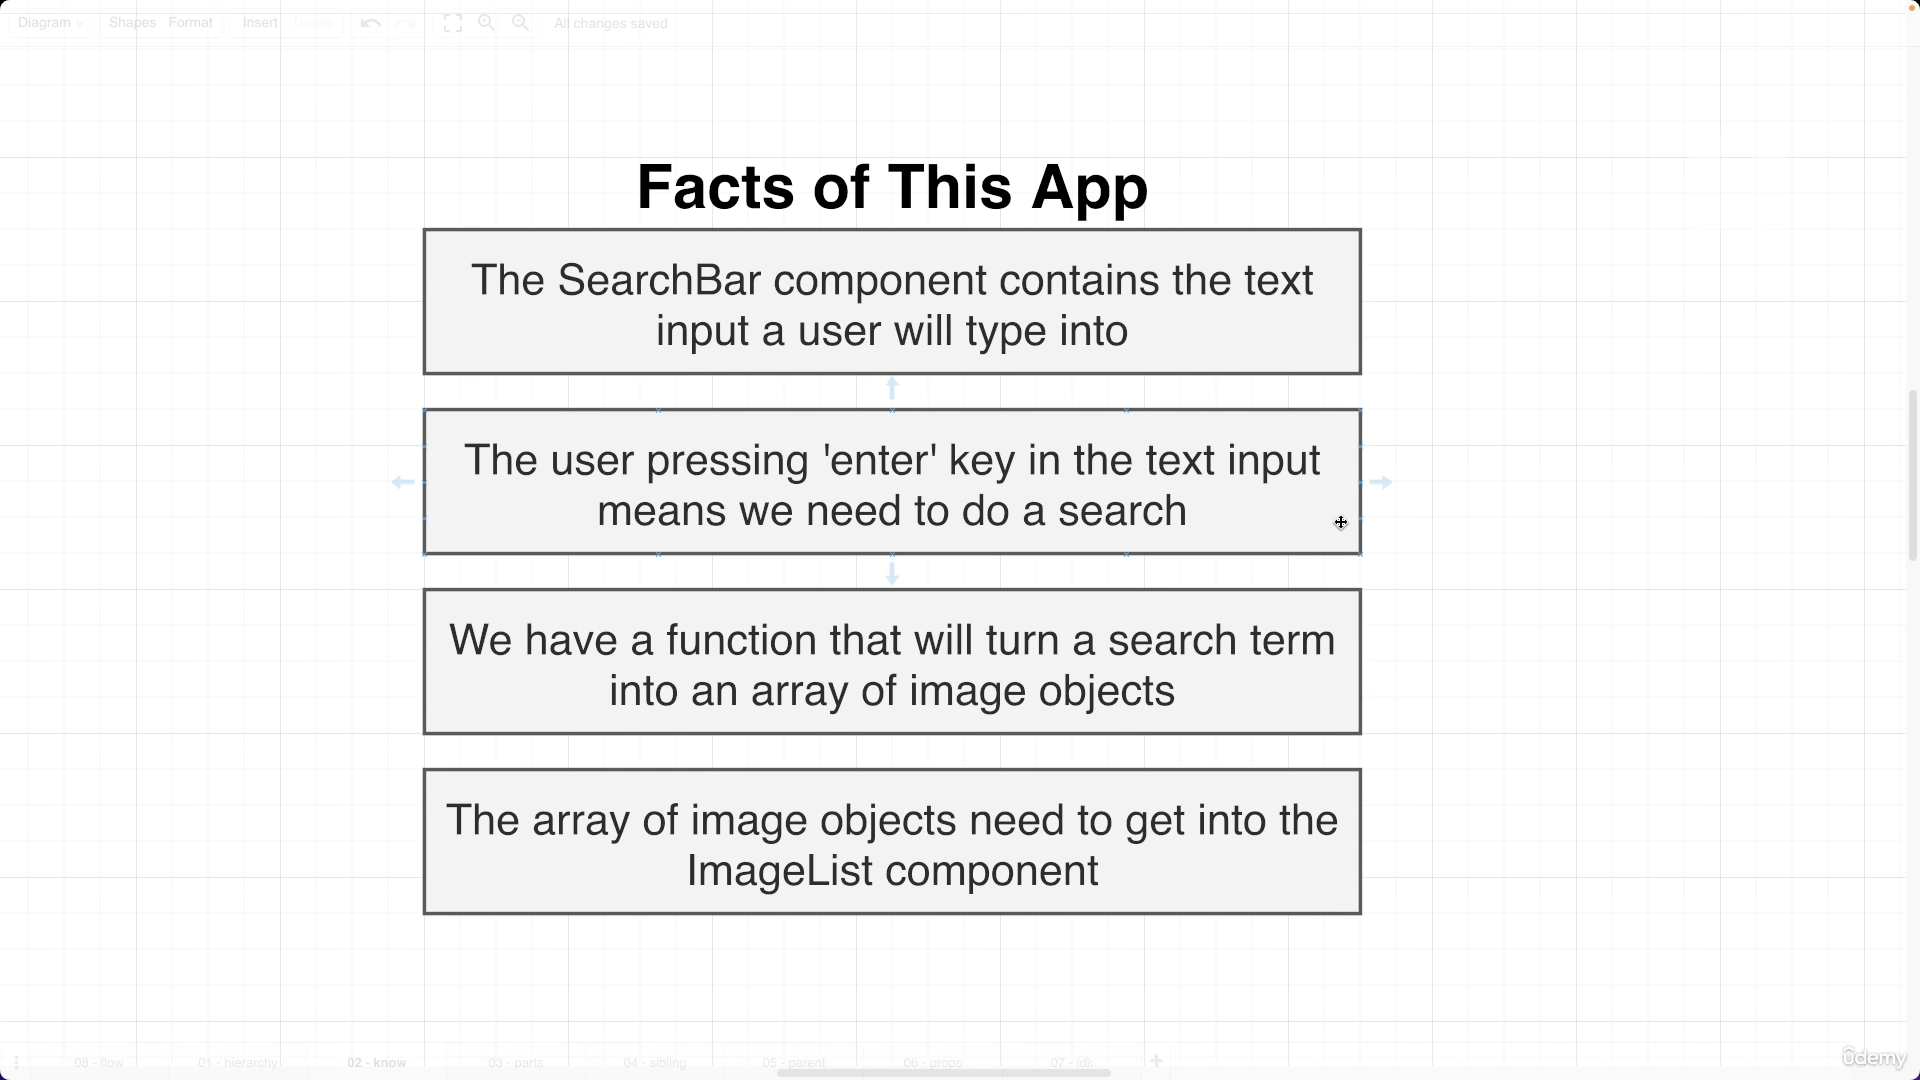 Diagram Shapes Format Insert Delete All changes saved
Facts of This App
The SearchBar component contains the text
input a user will type into
The user pressing 'enter' key in the text input
means we need to do a search
We have a function that will turn a search term
into an array of image objects
The array of image objects need to get into the
ImageList component
08 - flow 01 - hierarchy 02 - know 03 - parts 04 - sibling 05 - parent 06 - props 07 - idk
ûdemy